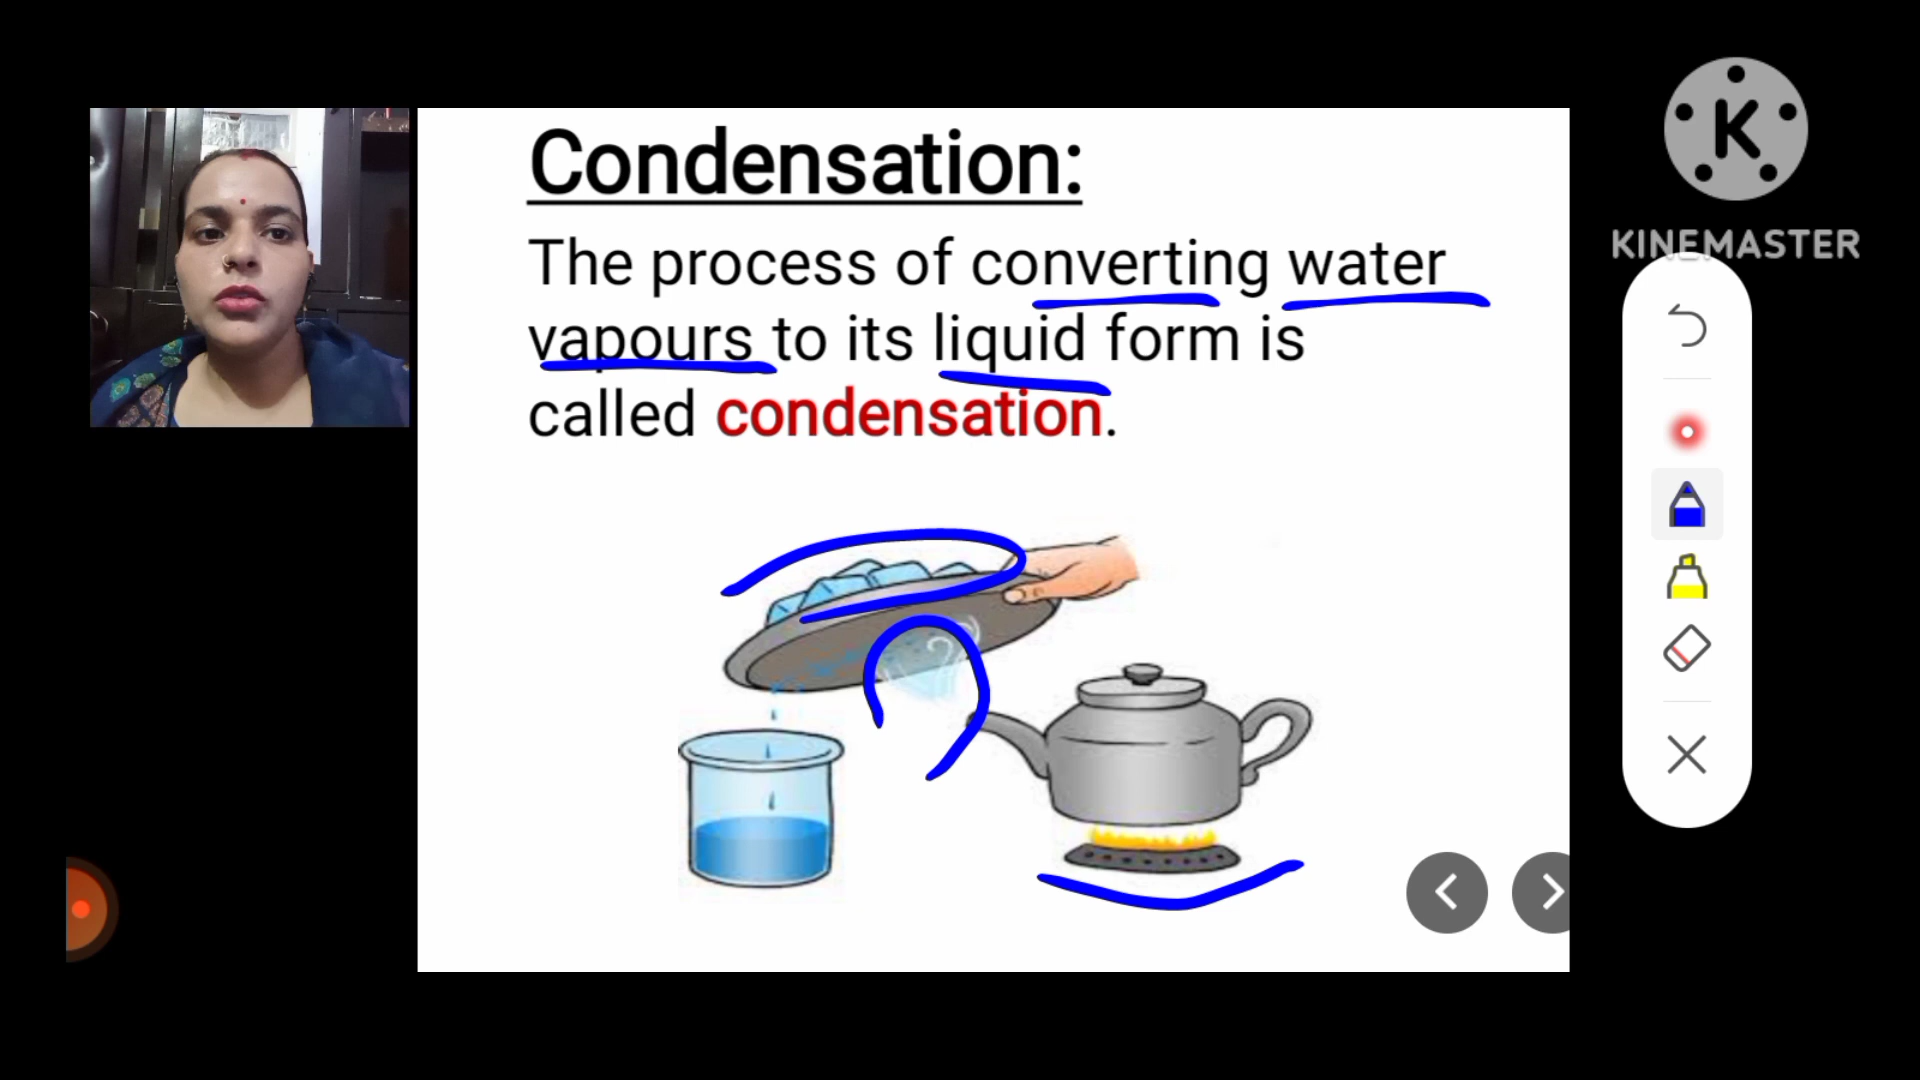 Condensation:
The process of converting water
vapours to its liquid form is
called condensation.
KINEMASTER